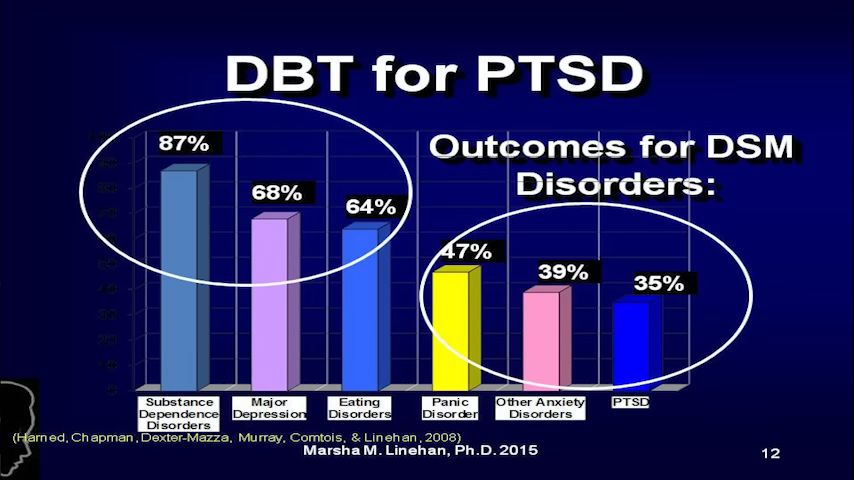 DBT for PTSD
Outcomes for DSM
Disorders:
87%
68%
64%
47%
39%
35%
Substance
Dependence
Disorders
Major
Depression
Eating
Disorders
Panic
Disorder
Other Anxiety
Disorders
PTSD
(Harned, Chapman, Dexter-Mazza, Murray, Comtois, & Linehan, 2008)
Marsha M. Linehan, Ph.D. 2015
12